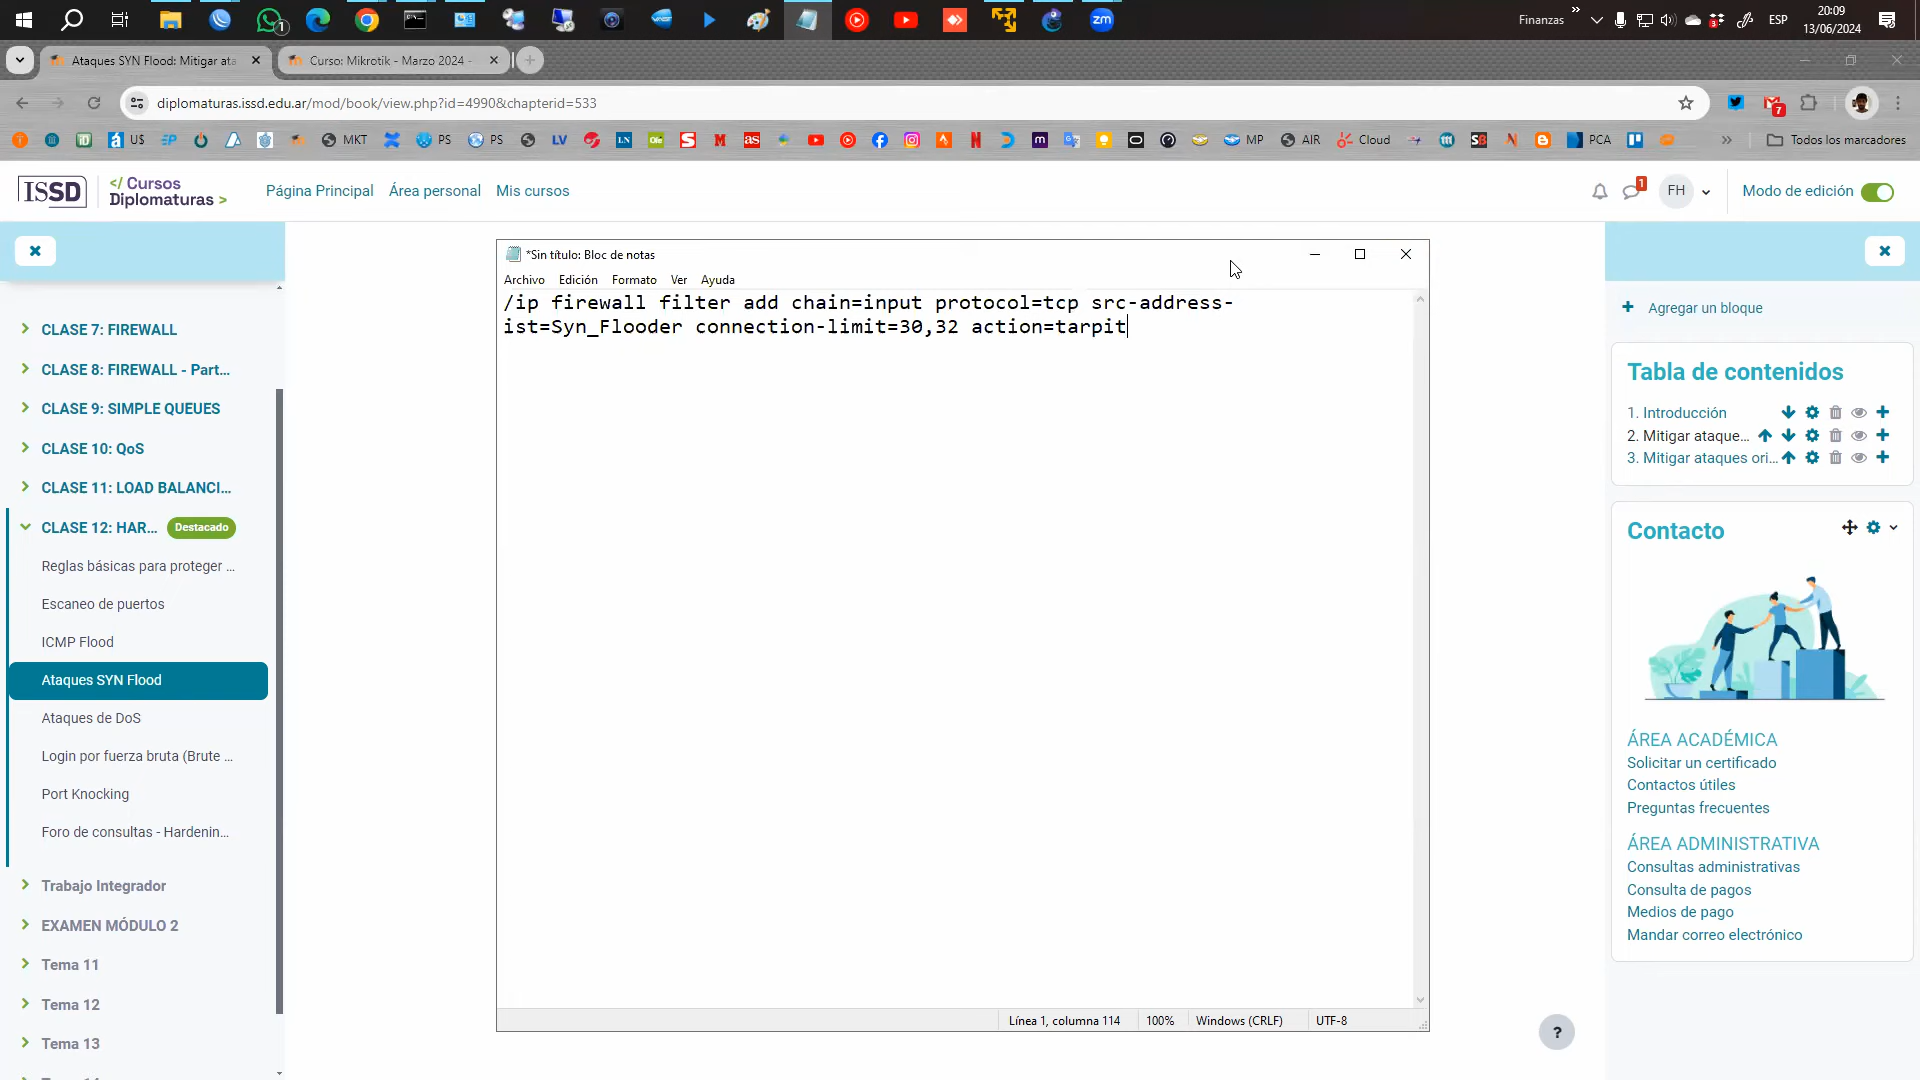 1
Finanzas
ESP
20:09
13/06/2024
Ataques SYN Flood: Mitigar ata
Curso: Mikrotik - Marzo 2024 -
diplomaturas.issd.edu.ar/mod/book/view.php?id=4990&chapterid=533
7
U$
MKT
PS
PS
LV
LN
Olé
as
MP
AIR
Cloud
SB
PCA
Todos los marcadores
ISSD
</ Cursos
Diplomaturas >
Página Principal
Área personal
Mis cursos
1
FH
Modo de edición
CLASE 7: FIREWALL
CLASE 8: FIREWALL - Part...
CLASE 9: SIMPLE QUEUES
CLASE 10: QoS
CLASE 11: LOAD BALANCI...
CLASE 12: HAR...
Destacado
Reglas básicas para proteger ...
Escaneo de puertos
ICMP Flood
Ataques SYN Flood
Ataques de DoS
Login por fuerza bruta (Brute ...
Port Knocking
Foro de consultas - Hardenin...
Trabajo Integrador
EXAMEN MÓDULO 2
Tema 11
Tema 12
Tema 13
*Sin título: Bloc de notas
Archivo Edición Formato Ver Ayuda
/ip firewall filter add chain=input protocol=tcp src-address-
ist=Syn_Flooder connection-limit=30,32 action=tarpit
Línea 1, columna 114
100%
Windows (CRLF)
UTF-8
Agregar un bloque
Tabla de contenidos
1. Introducción
2. Mitigar ataque...
3. Mitigar ataques ori...
Contacto
ÁREA ACADÉMICA
Solicitar un certificado
Contactos útiles
Preguntas frecuentes
ÁREA ADMINISTRATIVA
Consultas administrativas
Consulta de pagos
Medios de pago
Mandar correo electrónico
?